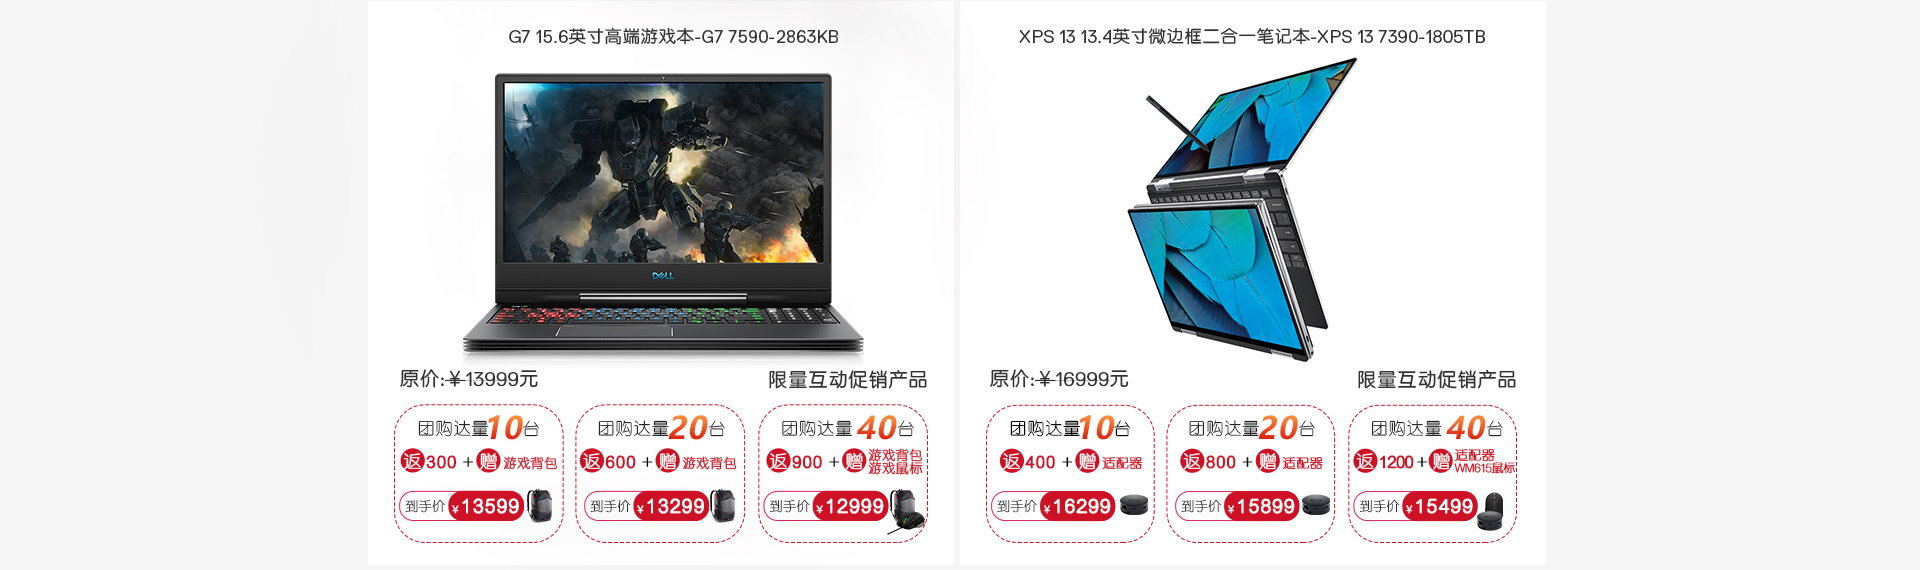 G7 15.6英寸高端游戏本-G7 7590-2863KB
DELL
原价:¥ 13999元
限量互动促销产品
团购达量10台
返300 + 赠 游戏背包
到手价 ¥13599
团购达量20台
返600 + 赠 游戏背包
到手价 ¥13299
团购达量 40台
返900 + 赠 游戏背包
游戏鼠标
到手价 ¥12999
XPS 13 13.4英寸微边框二合一笔记本-XPS 13 7390-1805TB
原价:¥ 16999元
限量互动促销产品
团购达量10台
返400 + 赠 适配器
到手价 ¥16299
团购达量20台
返800 + 赠 适配器
到手价 ¥15899
团购达量 40台
返1200 + 赠 适配器
WM615鼠标
到手价 ¥15499